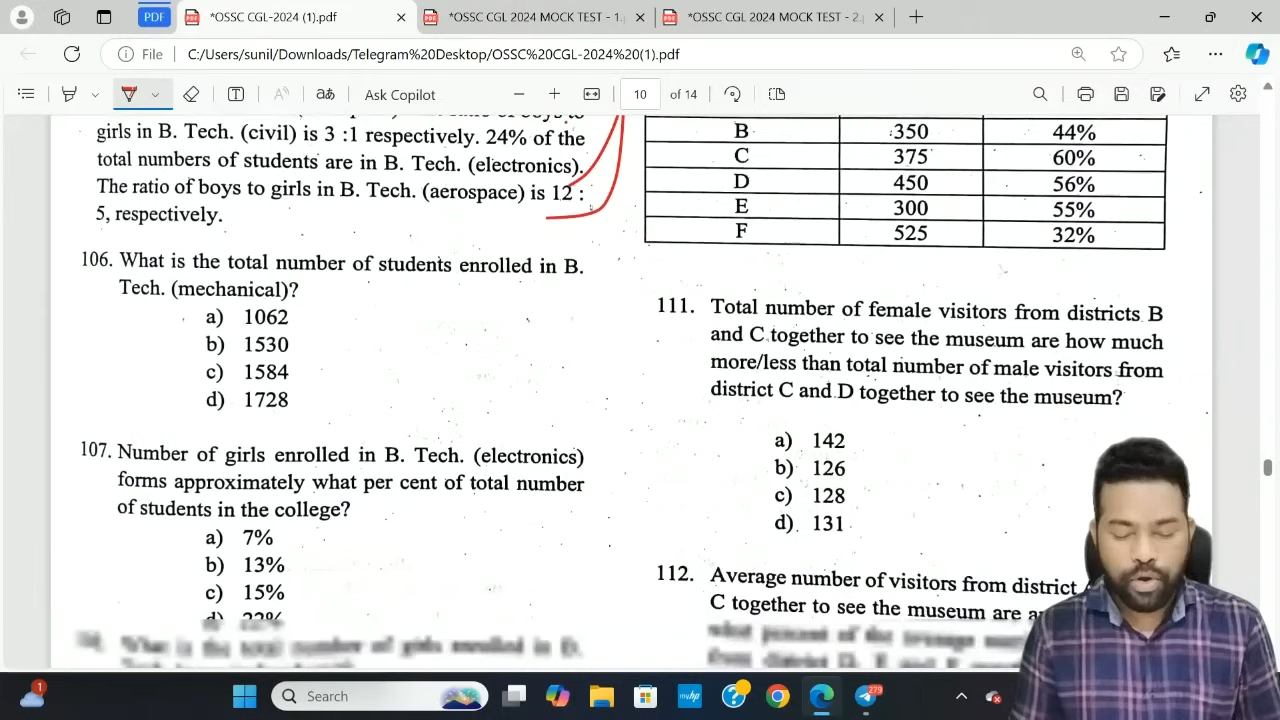 *OSSC CGL-2024 (1).pdf
*OSSC CGL 2024 MOCK TEST - 1.
*OSSC CGL 2024 MOCK TEST - 2.
PDF
File
C:/Users/sunil/Downloads/Telegram%20Desktop/OSSC%20CGL-2024%20(1).pdf
Ask Copilot
10 of 14
girls in B. Tech. (civil) is 3 :1 respectively. 24% of the
total numbers of students are in B. Tech. (electronics).
The ratio of boys to girls in B. Tech. (aerospace) is 12 :
5, respectively.
106. What is the total number of students enrolled in B.
Tech. (mechanical)?
a) 1062
b) 1530
c) 1584
d) 1728
107. Number of girls enrolled in B. Tech. (electronics)
forms approximately what per cent of total number
of students in the college?
a) 7%
b) 13%
c) 15%
B 350 44%
C 375 60%
D 450 56%
E 300 55%
F 525 32%
111. Total number of female visitors from districts B
and C together to see the museum are how much
more/less than total number of male visitors from
district C and D together to see the museum?
a) 142
b) 126
c) 128
d) 131
112. Average number of visitors from district
C together to see the museum are
Search
myhp
279
1